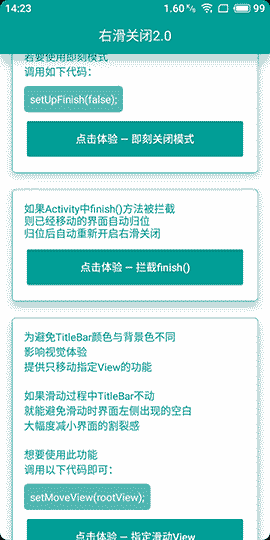 14:23
1.60 K/s
99
右滑关闭2.0
若要使用即刻模式
调用如下代码：
setUpFinish(false);
点击体验 — 即刻关闭模式
如果Activity中finish()方法被拦截
则已经移动的界面自动归位
归位后自动重新开启右滑关闭
点击体验 — 拦截finish()
为避免TitleBar颜色与背景色不同
影响视觉体验
提供只移动指定View的功能
如果滑动过程中TitleBar不动
就能避免滑动时界面左侧出现的空白
大幅度减小界面的割裂感
想要使用此功能
调用以下代码即可：
setMoveView(rootView);
点击体验 — 指定滑动View